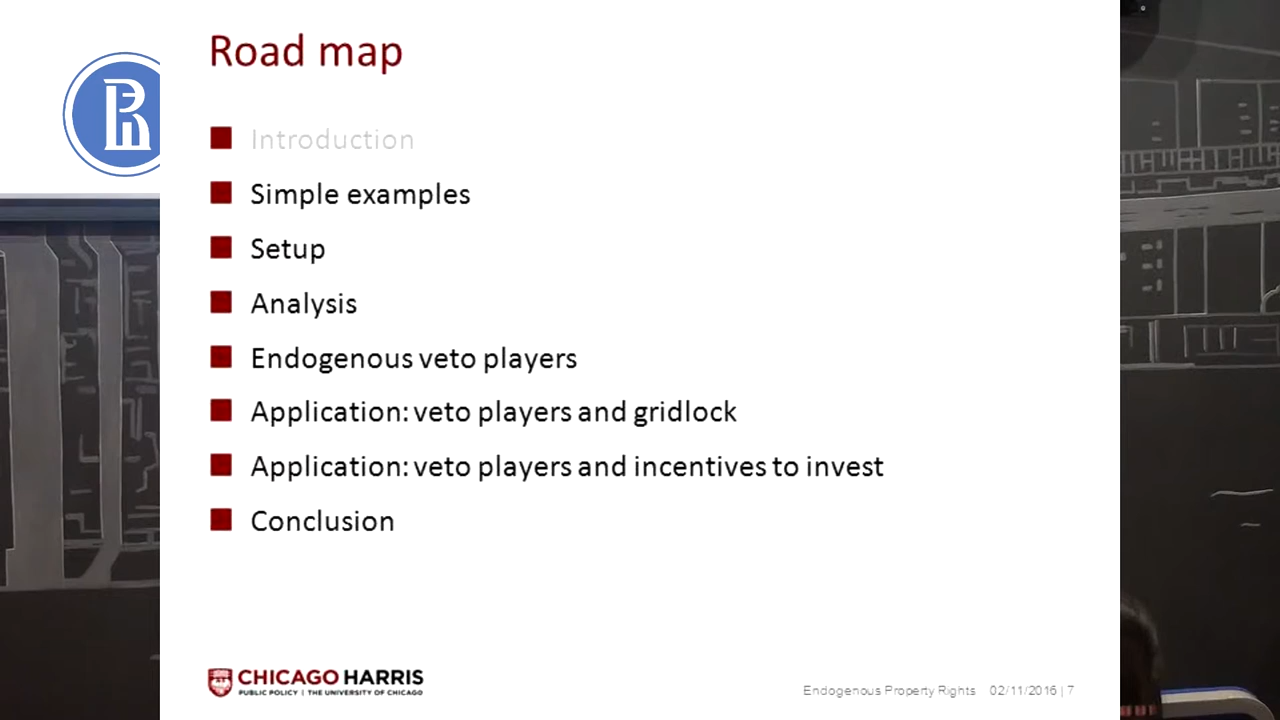 Road map
Introduction
Simple examples
Setup
Analysis
Endogenous veto players
Application: veto players and gridlock
Application: veto players and incentives to invest
Conclusion
CHICAGO HARRIS
PUBLIC POLICY | THE UNIVERSITY OF CHICAGO
Endogenous Property Rights 02/11/2016 | 7